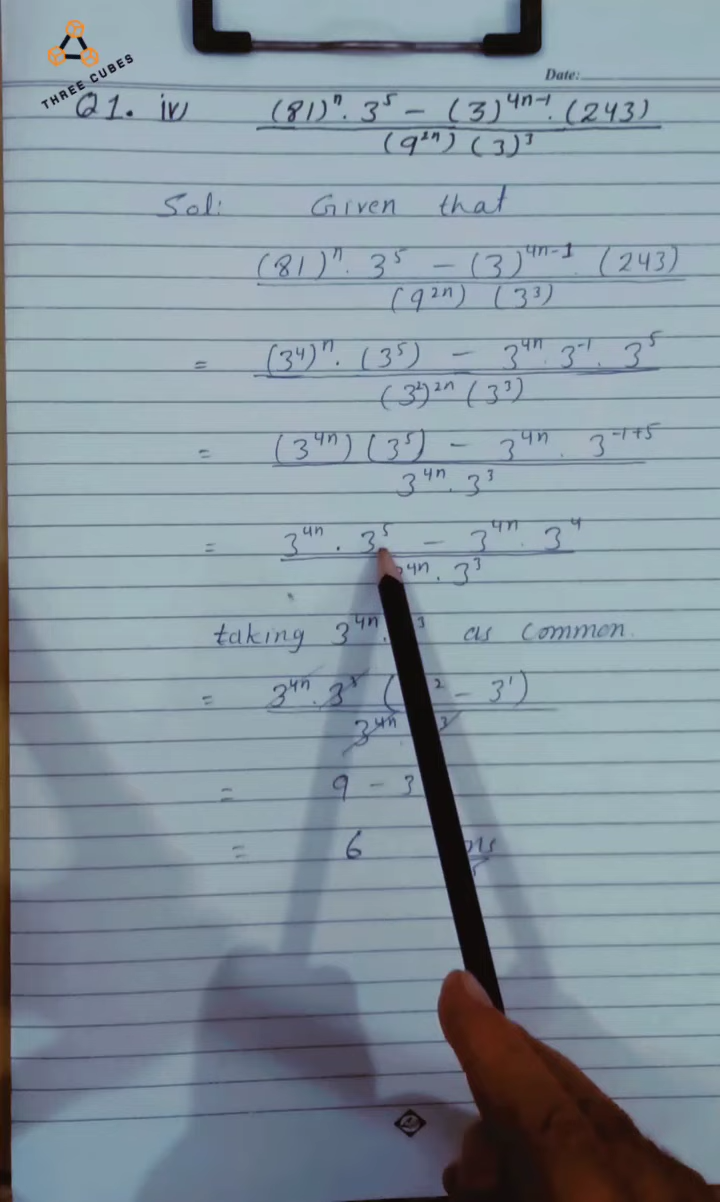 THREE CUBES
Date:
Q1. iv) ((81)^n · 3^5 − (3)^{4n-1} · (243)) / ((9^{2n}) (3)^3)
Sol: Given that
((81)^n · 3^5 − (3)^{4n-1} (243)) / ((9^{2n}) (3^3))
= ((3^4)^n · (3^5) − 3^{4n} · 3^{-1} · 3^5) / ((3^2)^{2n} (3^3))
= ((3^{4n}) (3^5) − 3^{4n} · 3^{-1+5}) / (3^{4n} · 3^3)
= (3^{4n} · 3^5 − 3^{4n} · 3^4) / (^{4n} · 3^3)
taking 3^{4n} · ^3 as common.
= (3^{4n} · 3^3 (^2 − 3^1)) / (3^{4n} ^3)
= 9 − 3
= 6